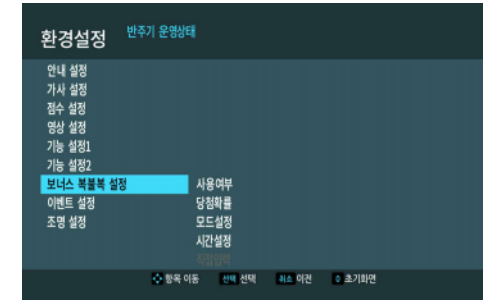 환경설정 반주기 운영상태
안내 설정
가사 설정
점수 설정
영상 설정
기능 설정1
기능 설정2
보너스 복불복 설정 사용여부
이벤트 설정 당첨확률
조명 설정 모드설정
시간설정
직접입력
항목 이동 선택 선택 취소 이전 초기화면